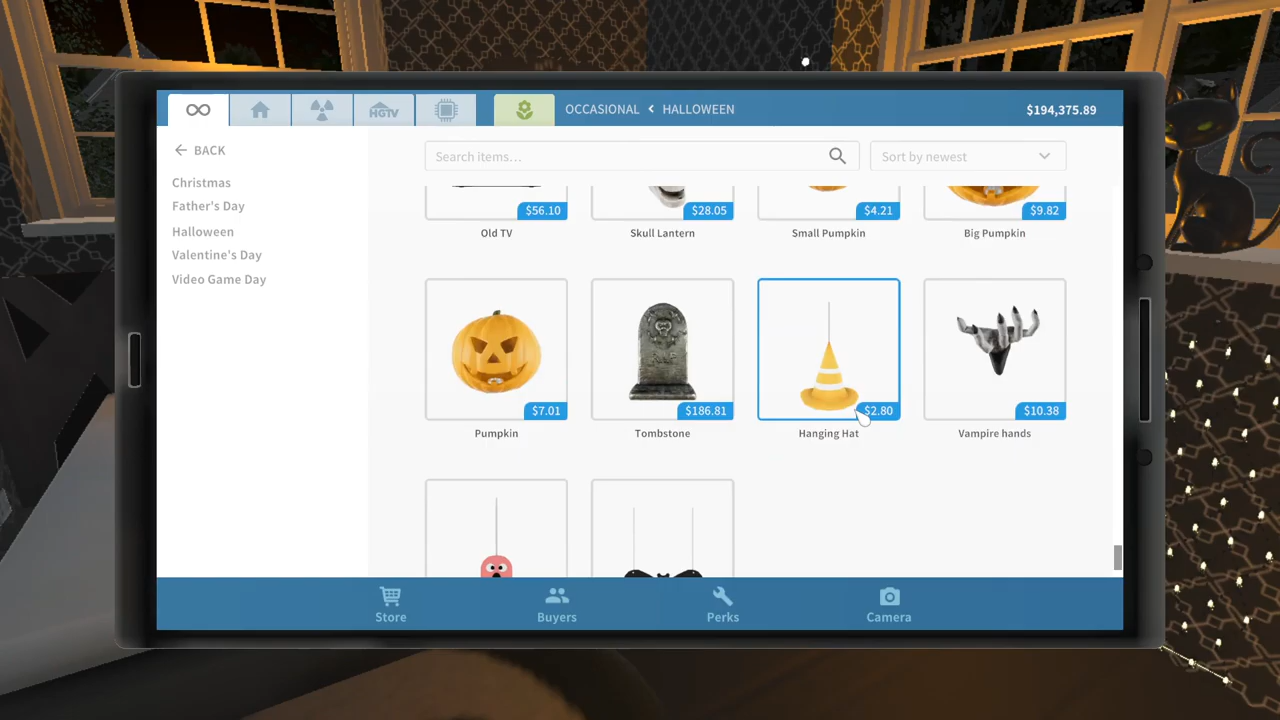 HGTV
OCCASIONAL < HALLOWEEN
$194,375.89
BACK
Search items...
Sort by newest
Christmas
Father's Day
Halloween
Valentine's Day
Video Game Day
$56.10
$28.05
$4.21
$9.82
Old TV
Skull Lantern
Small Pumpkin
Big Pumpkin
$7.01
$186.81
$2.80
$10.38
Pumpkin
Tombstone
Hanging Hat
Vampire hands
Store
Buyers
Perks
Camera